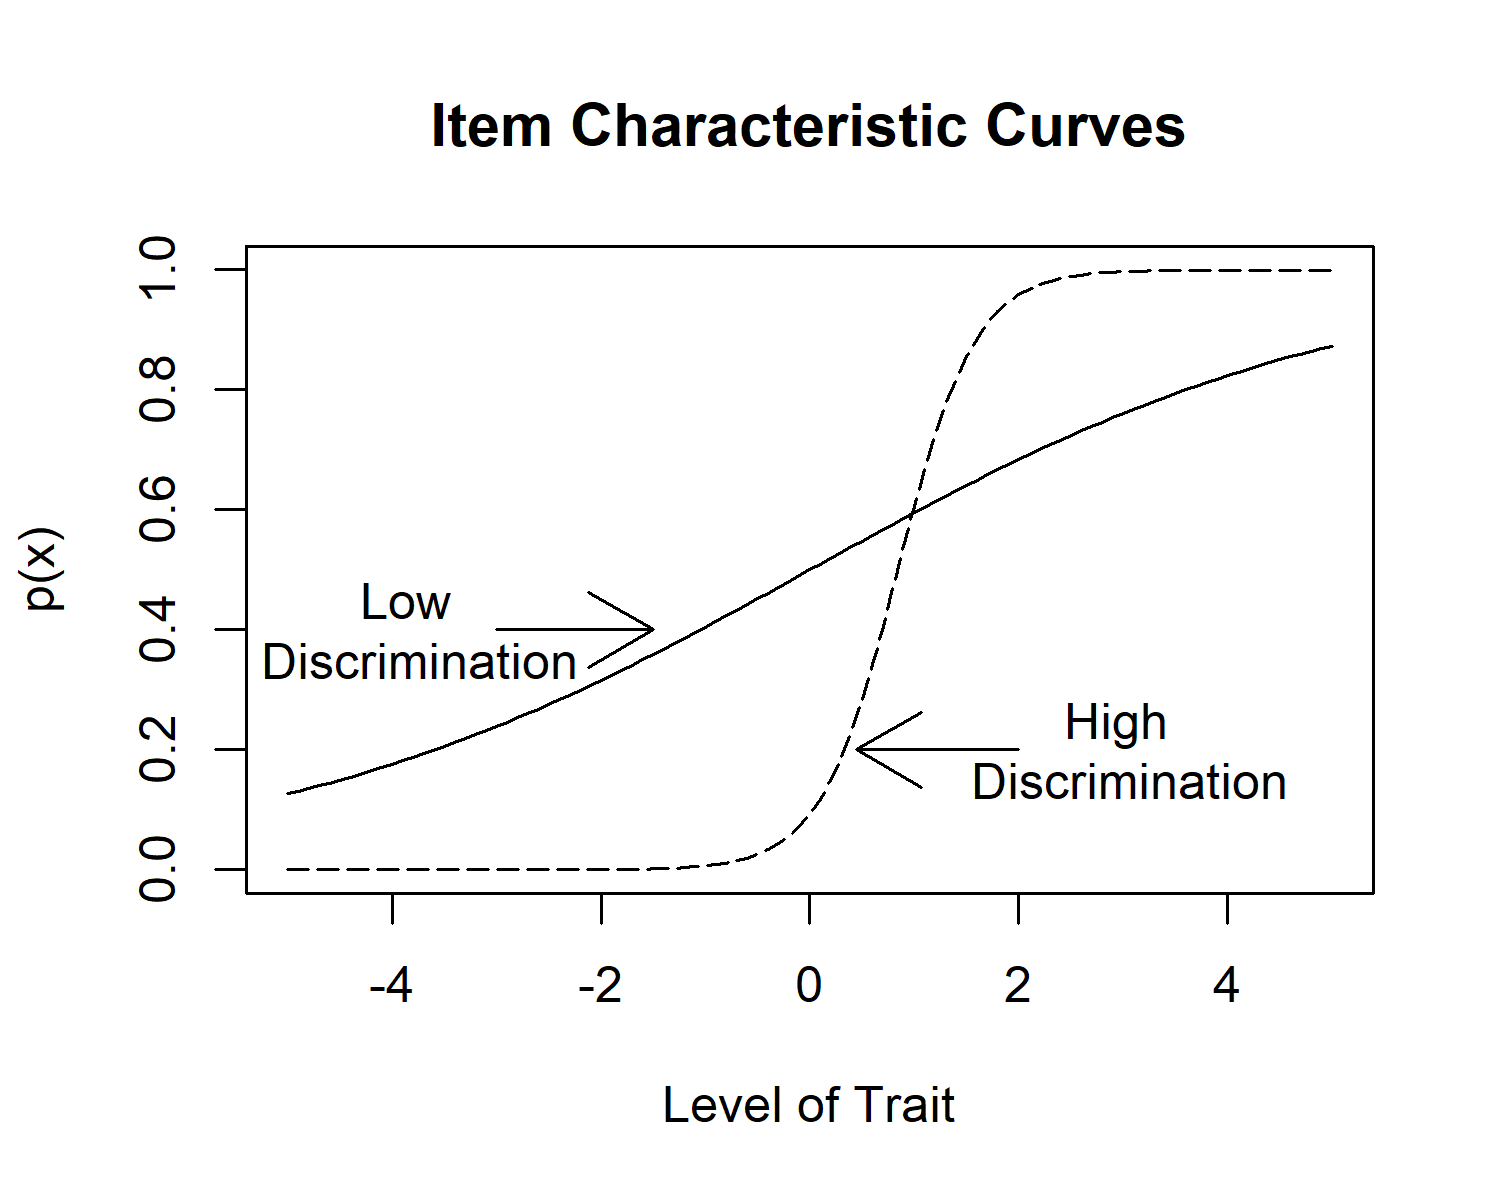 Item Characteristic Curves
p(x)
1.0
0.8
0.6
0.4
0.2
0.0
Low
Discrimination
High
Discrimination
-4 -2 0 2 4
Level of Trait